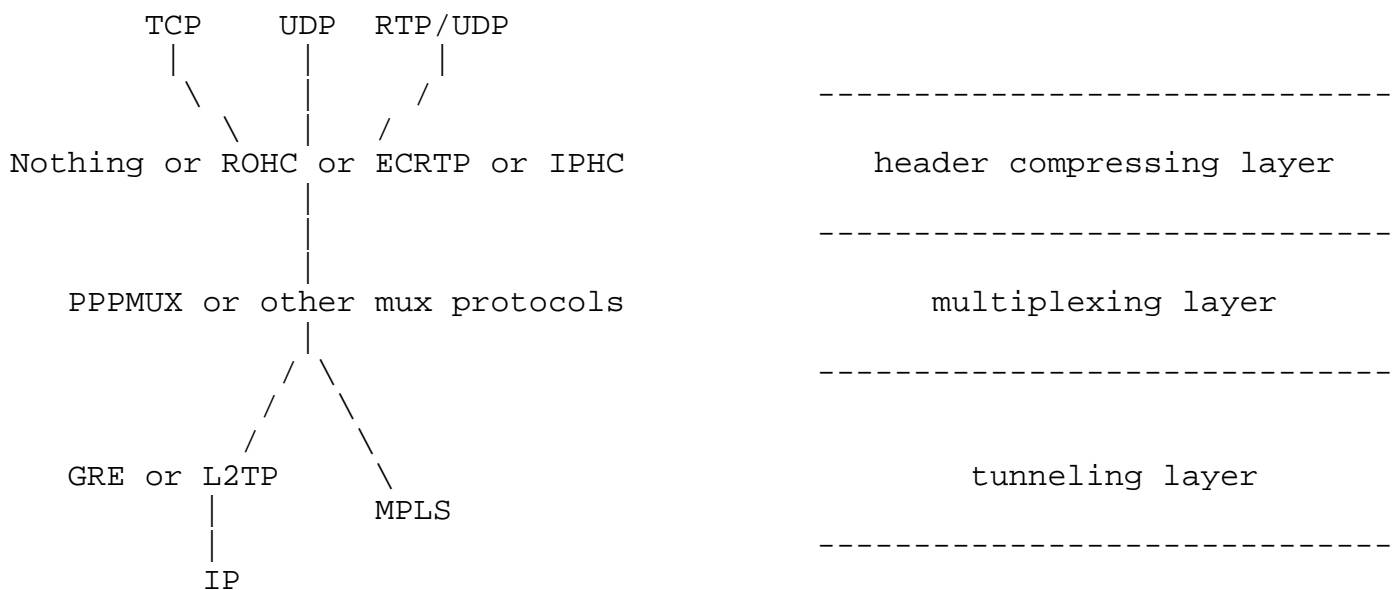 TCP UDP RTP/UDP
Nothing or ROHC or ECRTP or IPHC header compressing layer
PPPMUX or other mux protocols multiplexing layer
GRE or L2TP tunneling layer
MPLS
IP